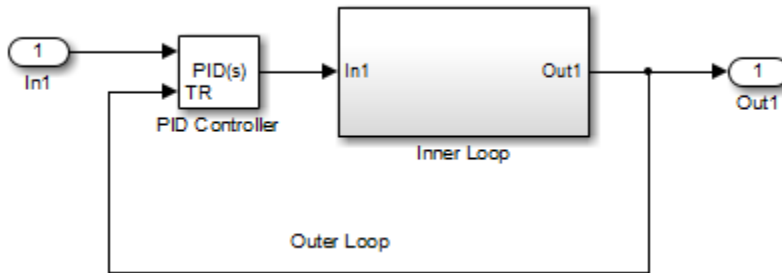 1
In1
PID(s)
TR
PID Controller
In1
Out1
Inner Loop
1
Out1
Outer Loop